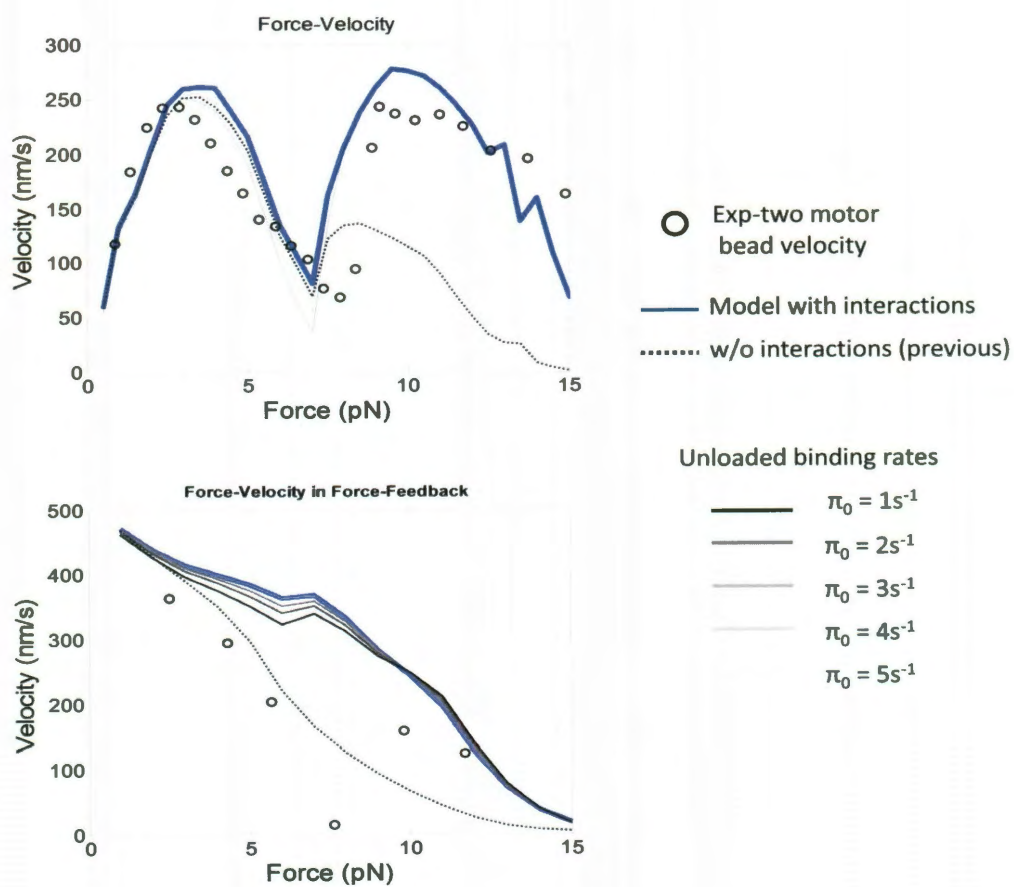 Force-Velocity
300
250
200
150
100
50
0
Velocity (nm/s)
0
5
10
15
Force (pN)
Exp-two motor
bead velocity
Model with interactions
w/o interactions (previous)
Unloaded binding rates
π₀ = 1s⁻¹
π₀ = 2s⁻¹
π₀ = 3s⁻¹
π₀ = 4s⁻¹
π₀ = 5s⁻¹
Force-Velocity in Force-Feedback
500
400
300
200
100
0
Velocity (nm/s)
0
5
10
15
Force (pN)